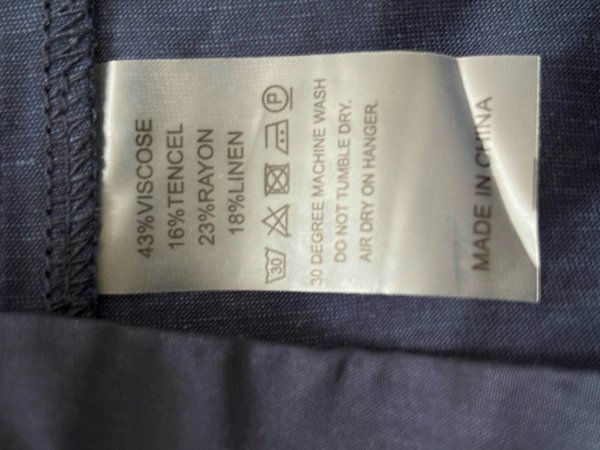 43%VISCOSE
16%TENCEL
23%RAYON
18%LINEN
30 P
30 DEGREE MACHINE WASH
DO NOT TUMBLE DRY.
AIR DRY ON HANGER.
MADE IN CHINA